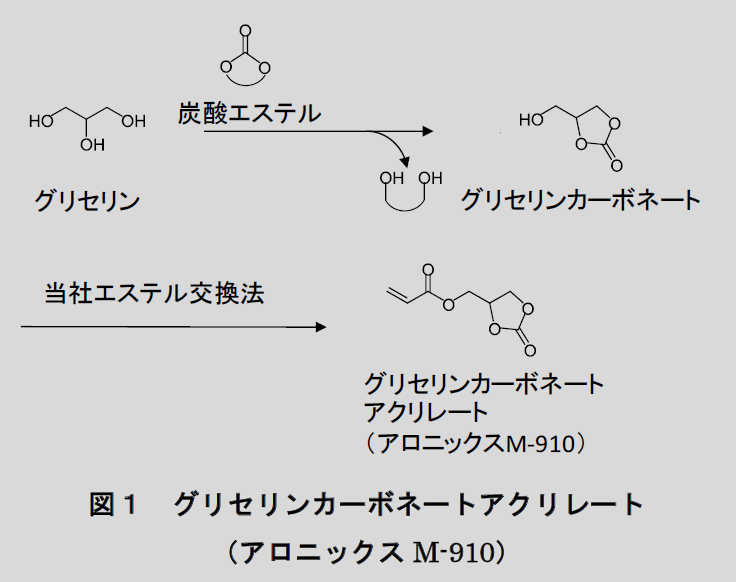 O
O O
炭酸エステル
HO OH
OH
グリセリン
OH OH
HO
O
O
O
グリセリンカーボネート
当社エステル交換法
O
O
O
O
O
グリセリンカーボネート
アクリレート
（アロニックスM-910）
図１　グリセリンカーボネートアクリレート
（アロニックス M-910）